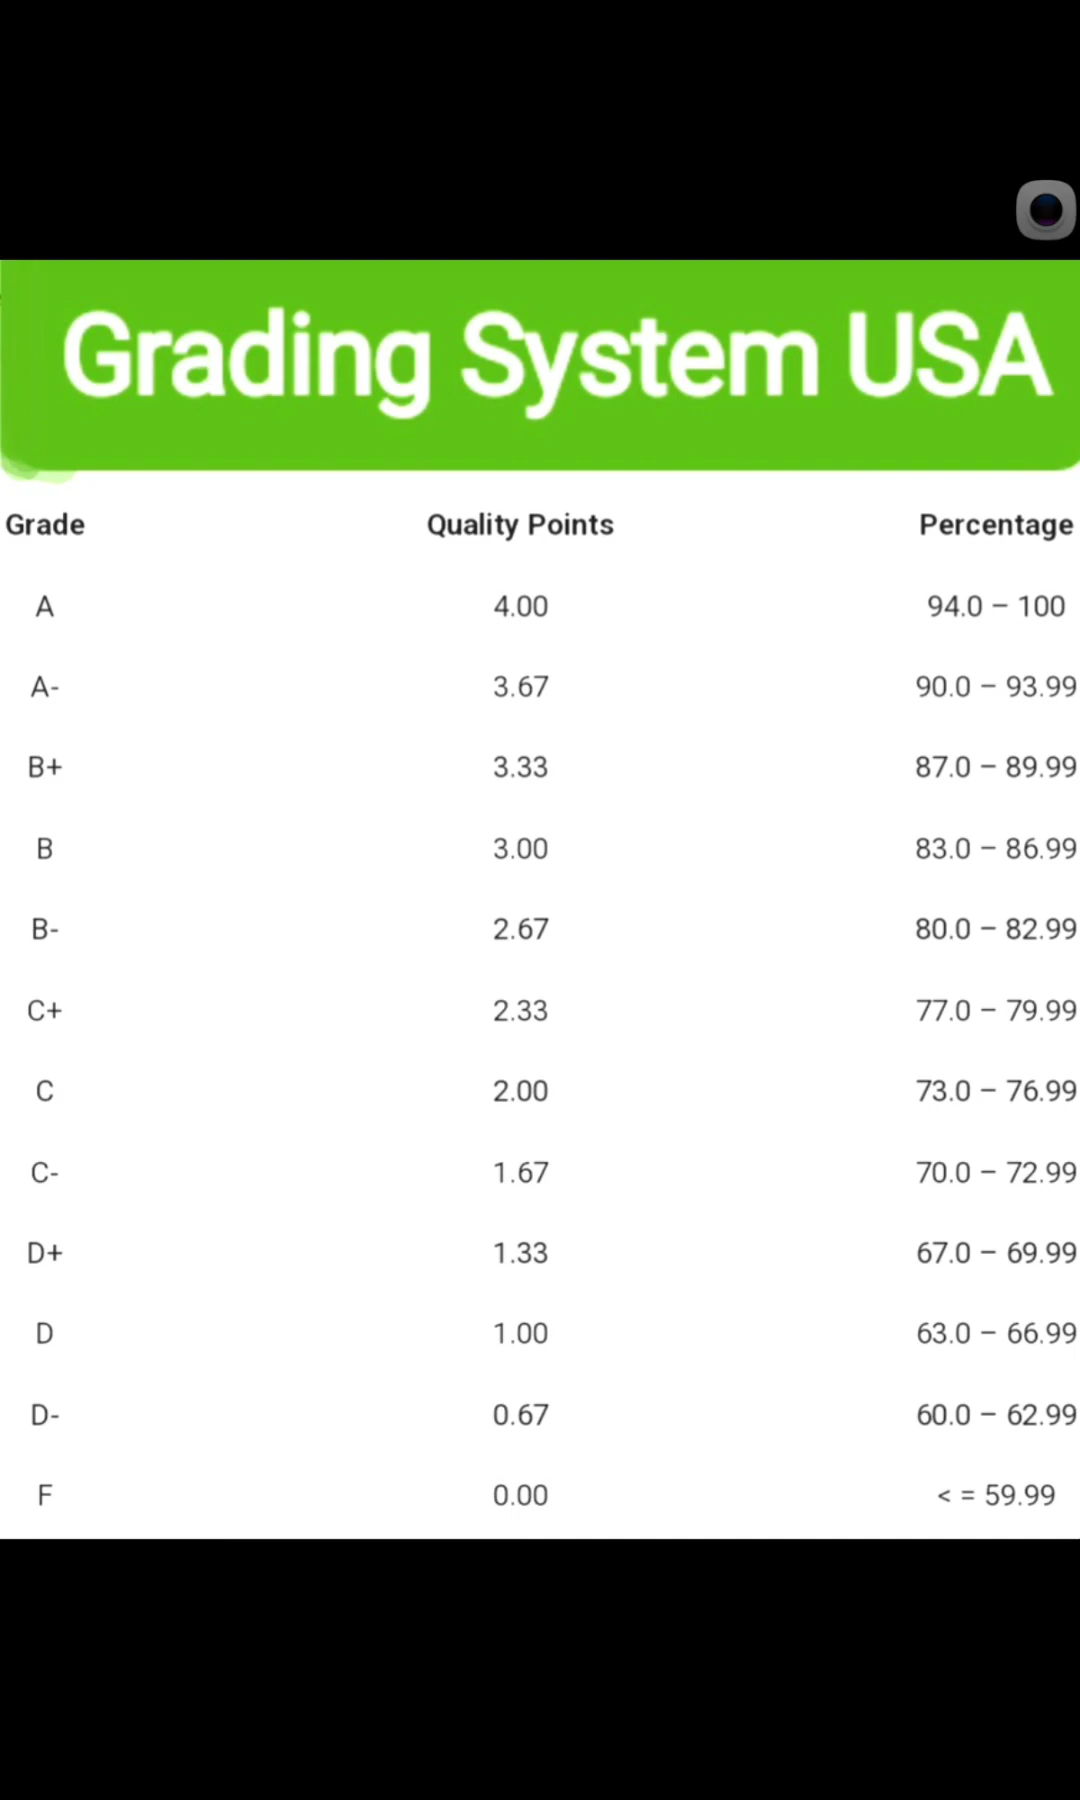 Grading System USA
Grade Quality Points Percentage
A 4.00 94.0 – 100
A- 3.67 90.0 – 93.99
B+ 3.33 87.0 – 89.99
B 3.00 83.0 – 86.99
B- 2.67 80.0 – 82.99
C+ 2.33 77.0 – 79.99
C 2.00 73.0 – 76.99
C- 1.67 70.0 – 72.99
D+ 1.33 67.0 – 69.99
D 1.00 63.0 – 66.99
D- 0.67 60.0 – 62.99
F 0.00 < = 59.99